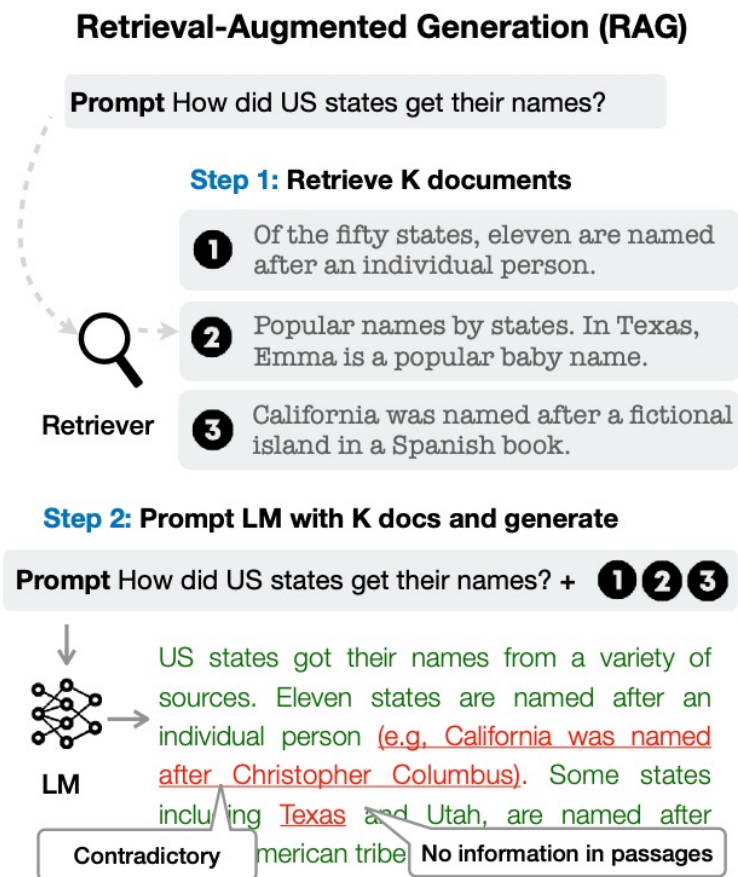 Retrieval-Augmented Generation (RAG)
Prompt How did US states get their names?
Step 1: Retrieve K documents
1 Of the fifty states, eleven are named
after an individual person.
2 Popular names by states. In Texas,
Emma is a popular baby name.
Retriever
3 California was named after a fictional
island in a Spanish book.
Step 2: Prompt LM with K docs and generate
Prompt How did US states get their names? + 1 2 3
US states got their names from a variety of
sources. Eleven states are named after an
individual person (e.g, California was named
after Christopher Columbus). Some states
LM
including Texas and Utah, are named after
Contradictory
No information in passages